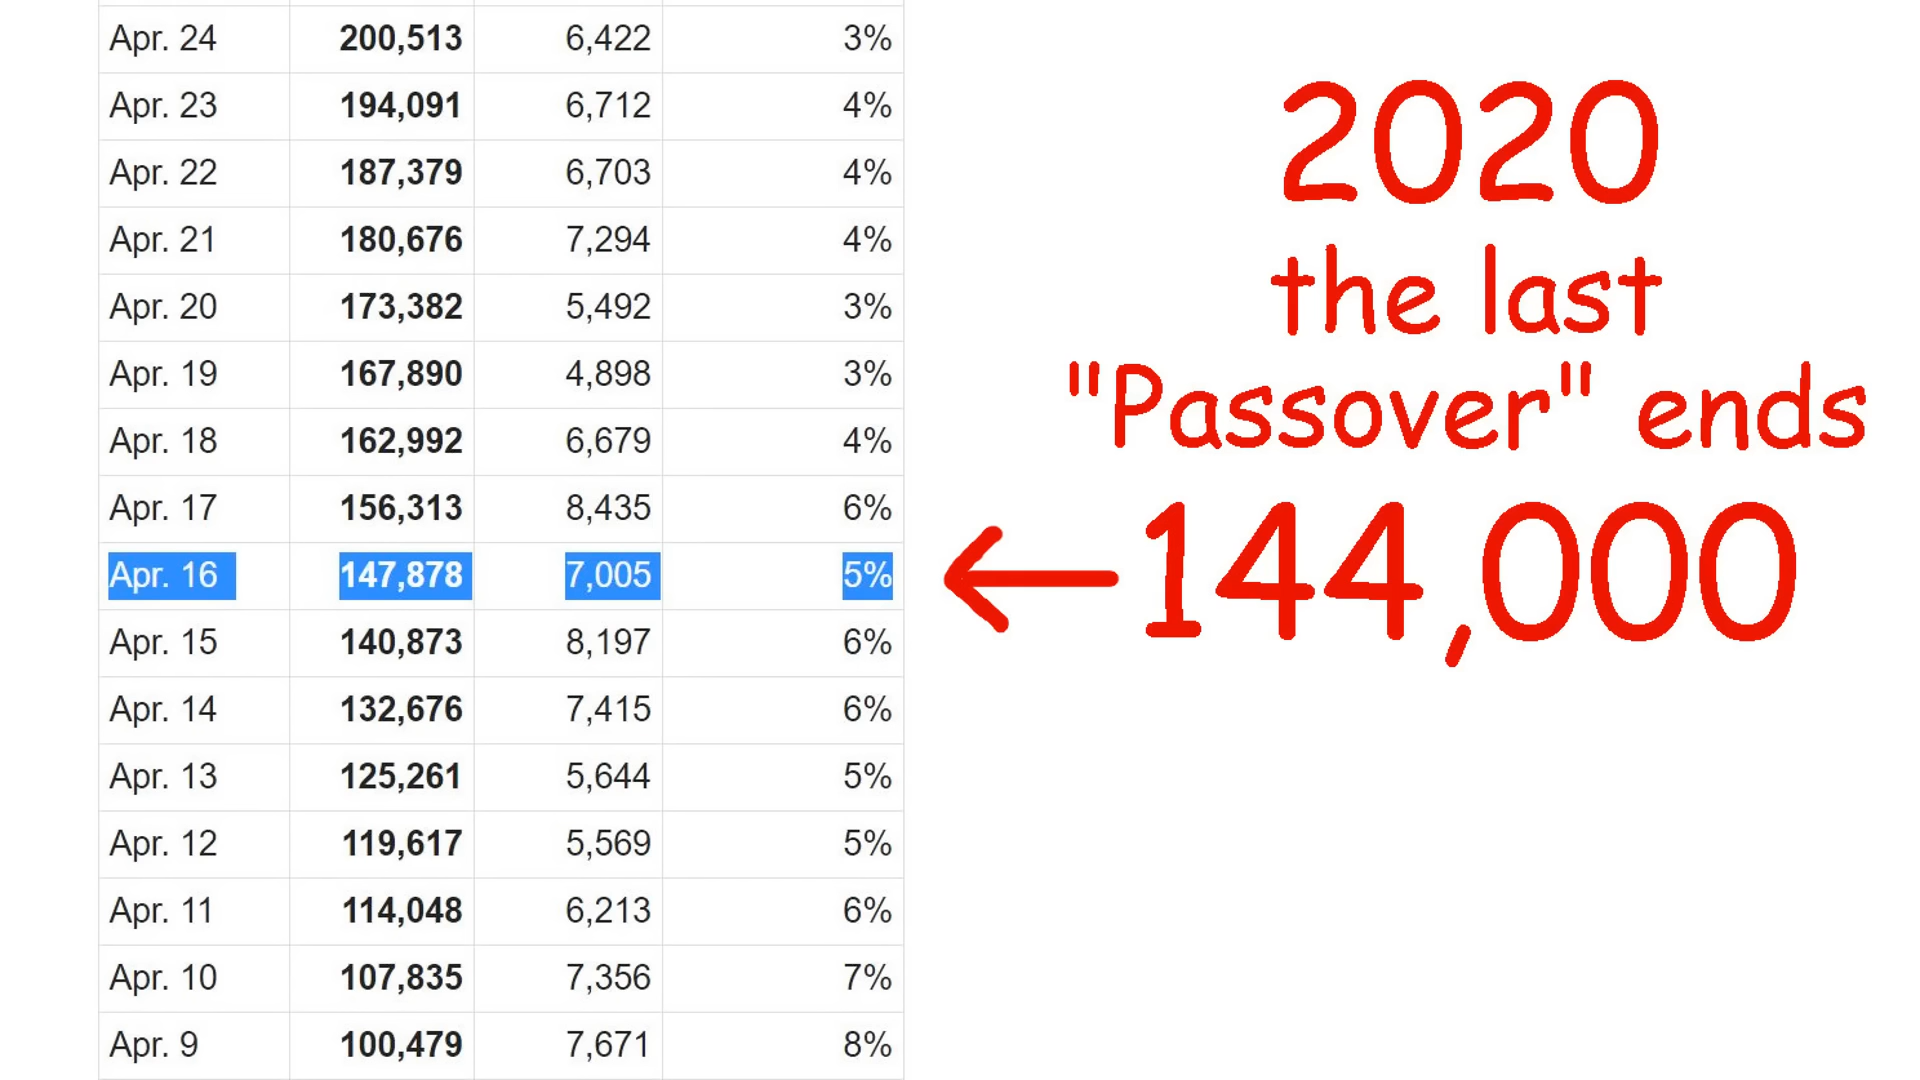 Apr. 24 200,513 6,422 3%
Apr. 23 194,091 6,712 4%
Apr. 22 187,379 6,703 4%
Apr. 21 180,676 7,294 4%
Apr. 20 173,382 5,492 3%
Apr. 19 167,890 4,898 3%
Apr. 18 162,992 6,679 4%
Apr. 17 156,313 8,435 6%
Apr. 16 147,878 7,005 5%
Apr. 15 140,873 8,197 6%
Apr. 14 132,676 7,415 6%
Apr. 13 125,261 5,644 5%
Apr. 12 119,617 5,569 5%
Apr. 11 114,048 6,213 6%
Apr. 10 107,835 7,356 7%
Apr. 9 100,479 7,671 8%
2020
the last
"Passover" ends
144,000